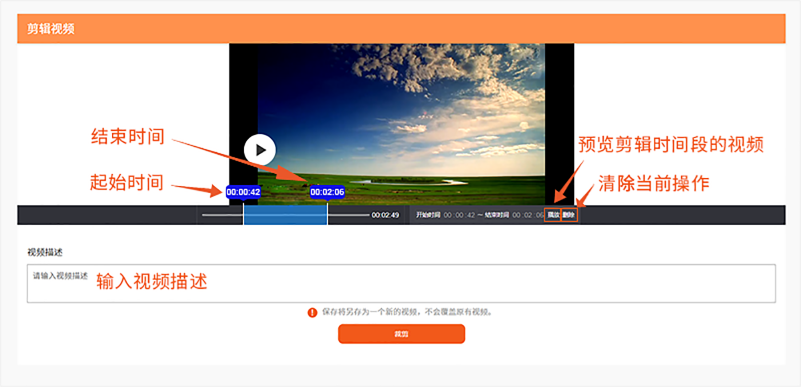 剪辑视频
结束时间
预览剪辑时间段的视频
起始时间
清除当前操作
00:00:42
00:02:06
00:02:49
开始时间 00 :00 :42 ～ 结束时间 00 :02 :06 播放 删除
视频描述
请输入视频描述
输入视频描述
保存将另存为一个新的视频，不会覆盖原有视频。
裁剪